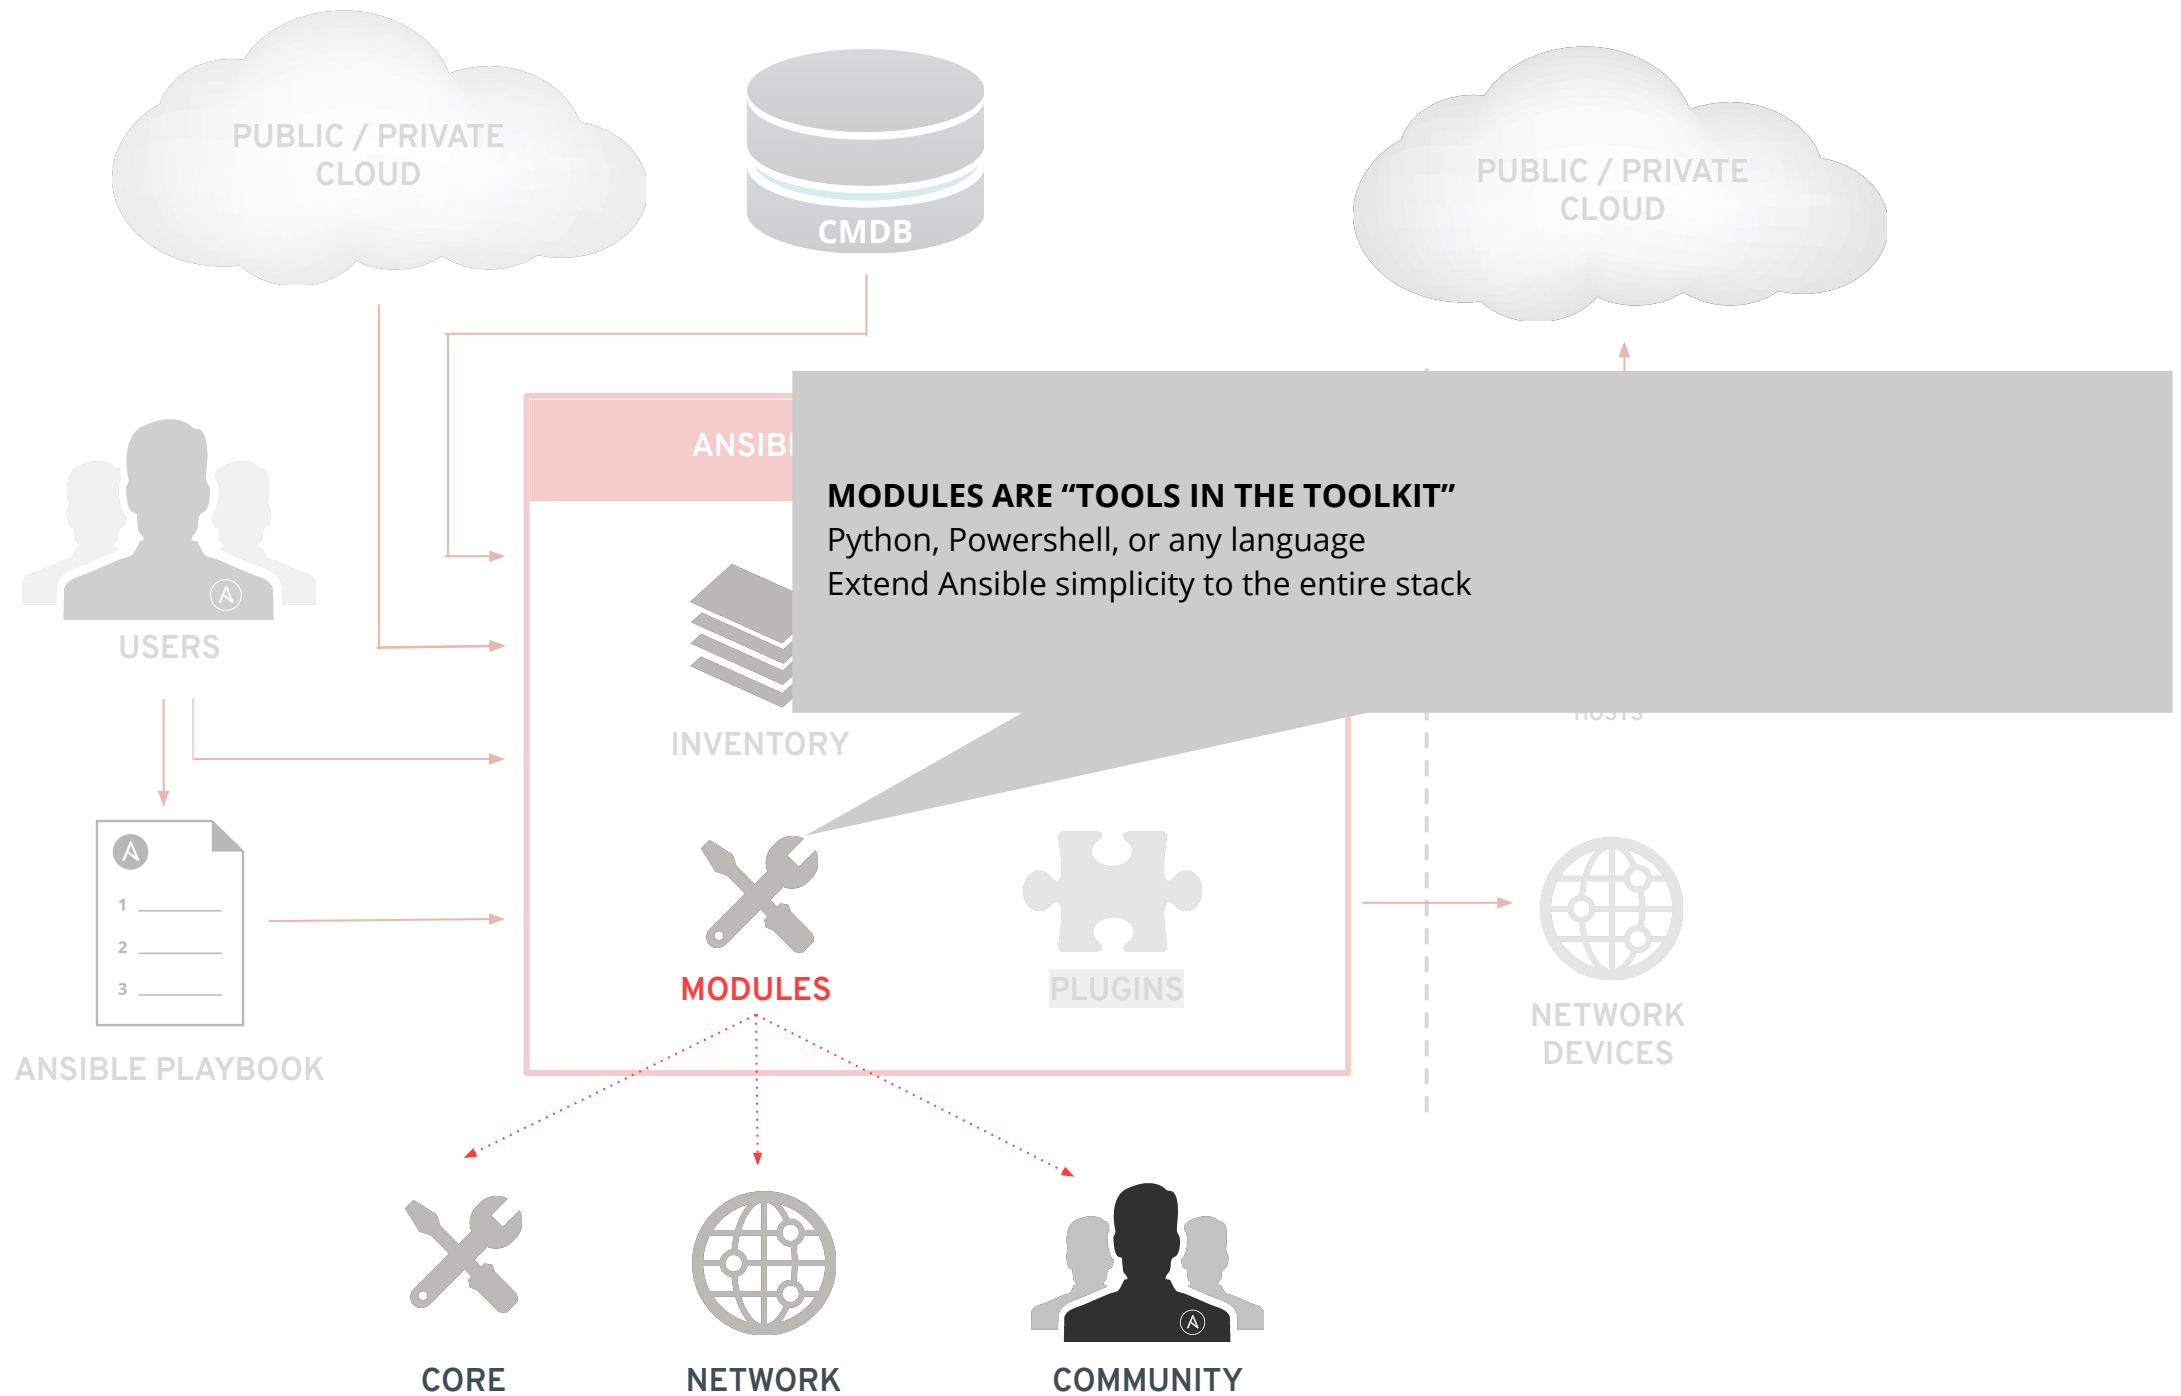 PUBLIC / PRIVATE
CLOUD
CMDB
PUBLIC / PRIVATE
CLOUD
MODULES ARE “TOOLS IN THE TOOLKIT”
Python, Powershell, or any language
Extend Ansible simplicity to the entire stack
USERS
INVENTORY
HOSTS
1
2
3
MODULES
PLUGINS
NETWORK
DEVICES
ANSIBLE PLAYBOOK
CORE
NETWORK
COMMUNITY